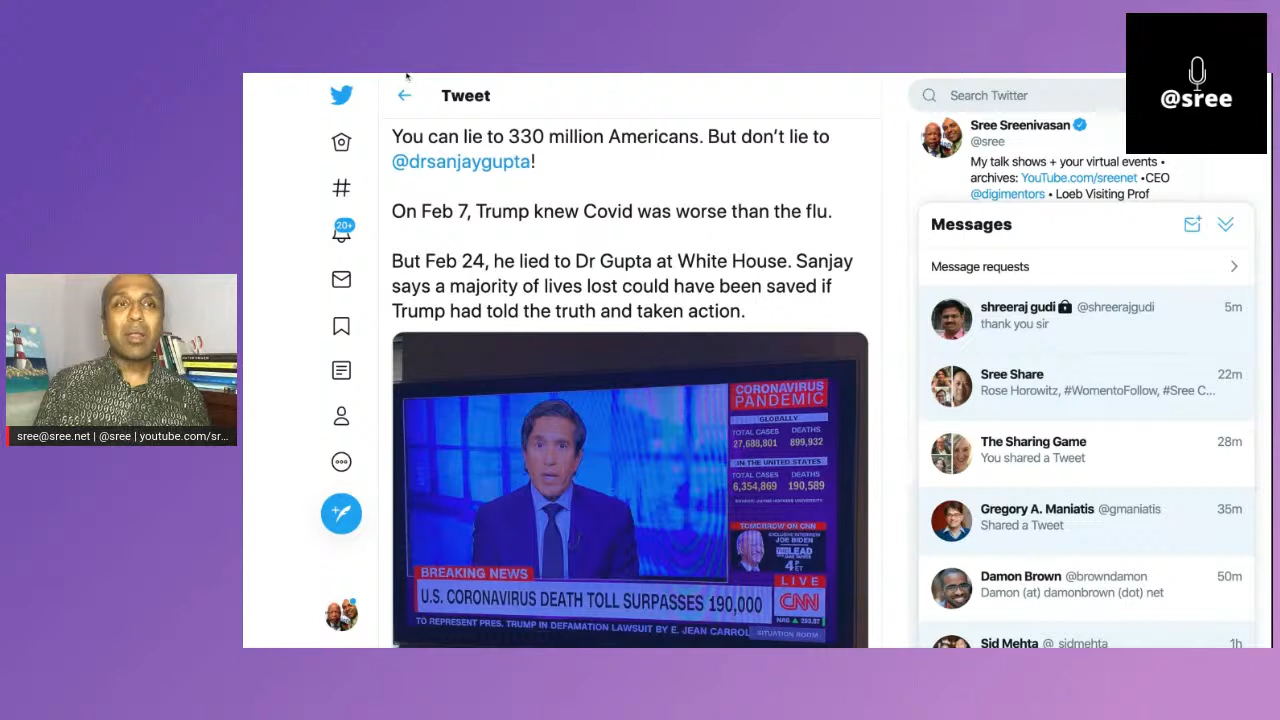 @sree
Tweet
You can lie to 330 million Americans. But don’t lie to
@drsanjaygupta!
On Feb 7, Trump knew Covid was worse than the flu.
But Feb 24, he lied to Dr Gupta at White House. Sanjay
says a majority of lives lost could have been saved if
Trump had told the truth and taken action.
20+
CORONAVIRUS
PANDEMIC
GLOBALLY
TOTAL CASES DEATHS
27,688,801 899,932
IN THE UNITED STATES
TOTAL CASES DEATHS
6,354,869 190,589
TOMORROW ON CNN
EXCLUSIVE INTERVIEW
JOE BIDEN
THE LEAD
4P
ET
BREAKING NEWS
U.S. CORONAVIRUS DEATH TOLL SURPASSES 190,000
LIVE
CNN
TO REPRESENT PRES. TRUMP IN DEFAMATION LAWSUIT BY E. JEAN CARROL
SITUATION ROOM
Search Twitter
Sree Sreenivasan
@sree
My talk shows + your virtual events •
archives: YouTube.com/sreenet •CEO
@digimentors • Loeb Visiting Prof
Messages
Message requests
shreeraj gudi @shreerajgudi 5m
thank you sir
Sree Share 22m
Rose Horowitz, #WomentoFollow, #Sree C...
The Sharing Game 28m
You shared a Tweet
Gregory A. Maniatis @gmaniatis 35m
Shared a Tweet
Damon Brown @browndamon 50m
Damon (at) damonbrown (dot) net
Sid Mehta @_sidmehta 1h
sree@sree.net | @sree | youtube.com/sr...